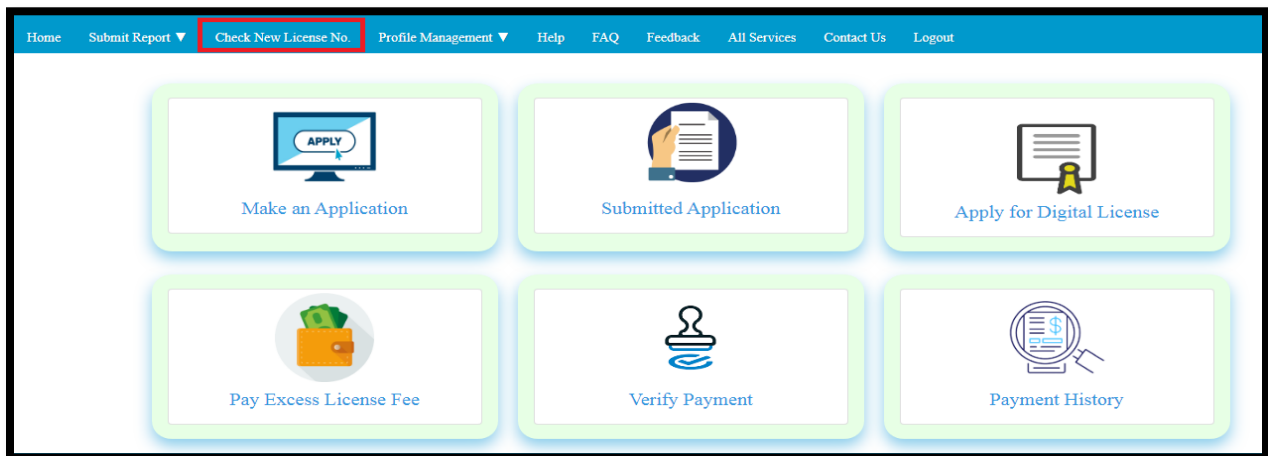 Home Submit Report ▼ Check New License No. Profile Management ▼ Help FAQ Feedback All Services Contact Us Logout
APPLY
Make an Application
Submitted Application
Apply for Digital License
$
Pay Excess License Fee
Verify Payment
Payment History